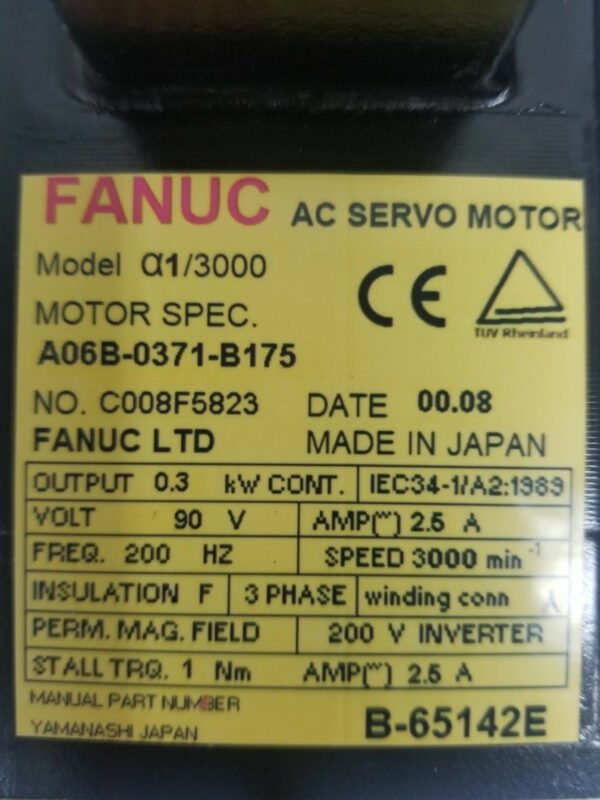 FANUC AC SERVO MOTOR
Model α1/3000
MOTOR SPEC.
A06B-0371-B175
CE
TUV Rheinland
NO. C008F5823 DATE 00.08
FANUC LTD MADE IN JAPAN
OUTPUT 0.3 kW CONT. IEC34-1/A2:1989
VOLT 90 V AMP(~) 2.5 A
FREQ. 200 HZ SPEED 3000 min⁻¹
INSULATION F 3 PHASE winding conn
PERM. MAG. FIELD 200 V INVERTER
STALL TRQ. 1 Nm AMP(~) 2.5 A
MANUAL PART NUMBER
YAMANASHI JAPAN B-65142E